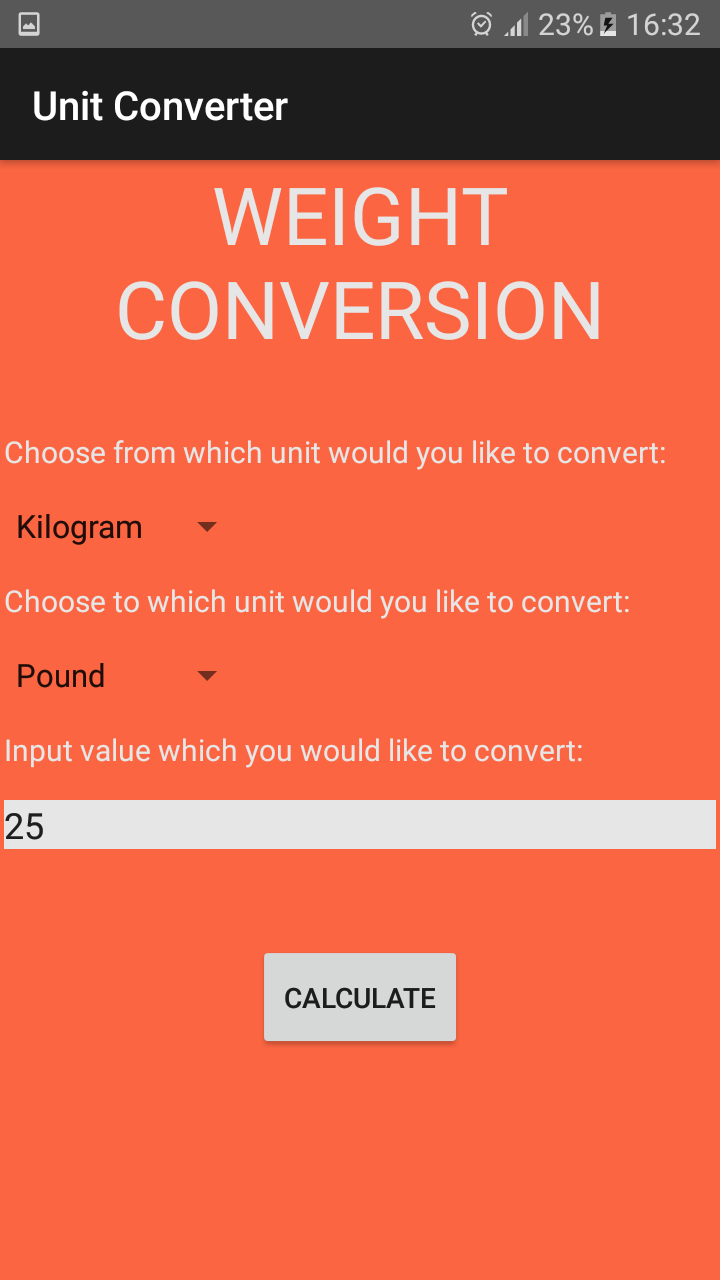 23% 16:32
Unit Converter
WEIGHT
CONVERSION
Choose from which unit would you like to convert:
Kilogram
Choose to which unit would you like to convert:
Pound
Input value which you would like to convert:
25
CALCULATE